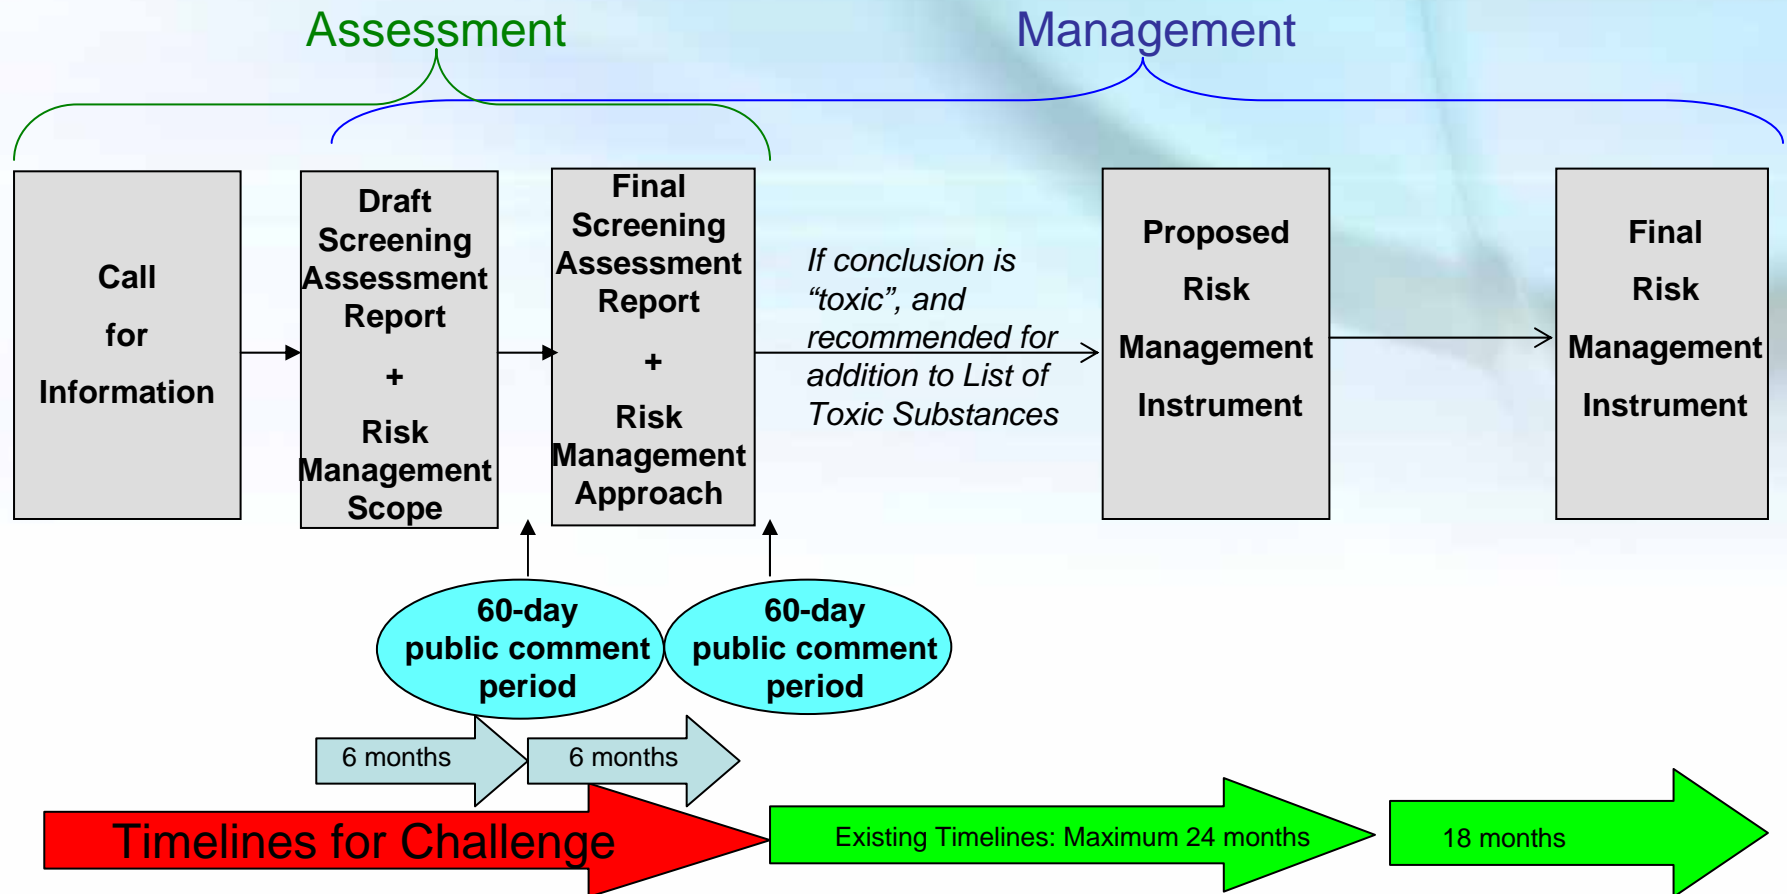 Assessment
Management
Call
for
Information
Draft
Screening
Assessment
Report
+
Risk
Management
Scope
Final
Screening
Assessment
Report
+
Risk
Management
Approach
If conclusion is
“toxic”, and
recommended for
addition to List of
Toxic Substances
Proposed
Risk
Management
Instrument
Final
Risk
Management
Instrument
60-day
public comment
period
60-day
public comment
period
6 months
6 months
Timelines for Challenge
Existing Timelines: Maximum 24 months
18 months